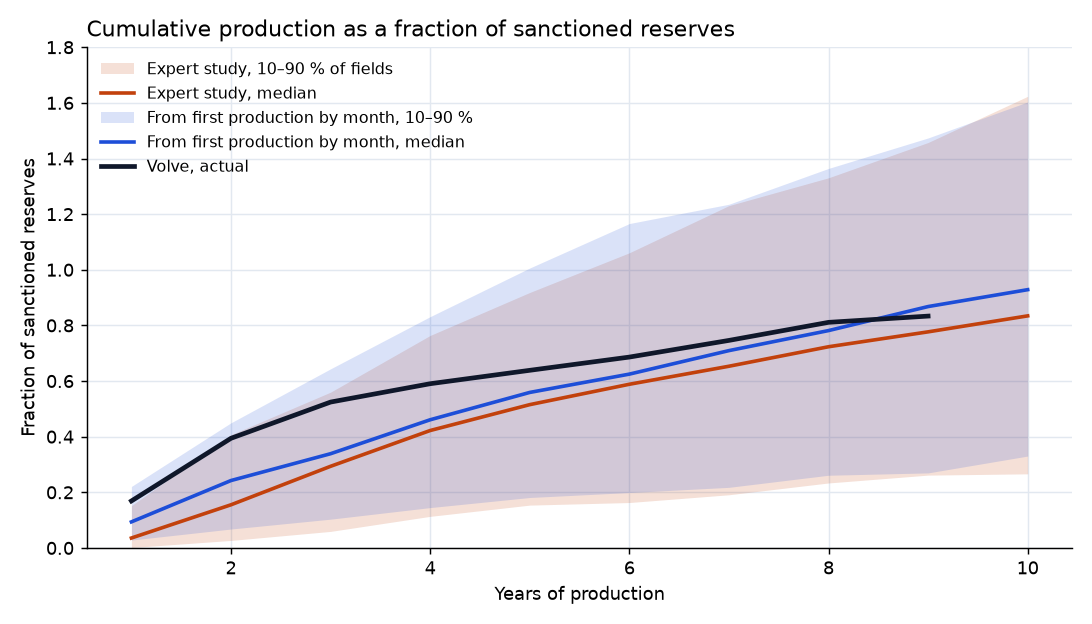 Cumulative production as a fraction of sanctioned reserves
1.8
1.6
1.4
1.2
1.0
0.8
0.6
0.4
0.2
0.0
Fraction of sanctioned reserves
Expert study, 10–90 % of fields
Expert study, median
From first production by month, 10–90 %
From first production by month, median
Volve, actual
2 4 6 8 10
Years of production